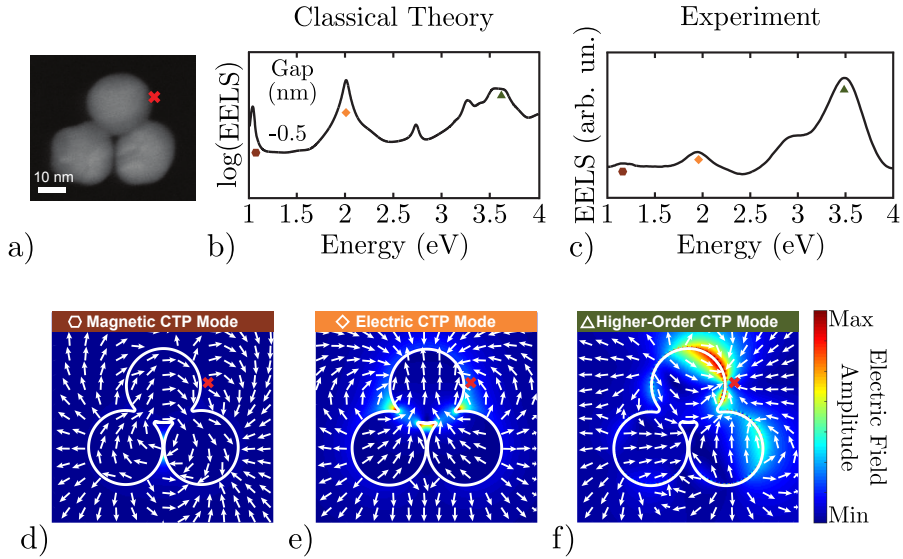 Classical Theory
Experiment
10 nm
a)
log(EELS)
Gap
(nm)
-0.5
1 1.5 2 2.5 3 3.5 4
Energy (eV)
b)
EELS (arb. un.)
1 1.5 2 2.5 3 3.5 4
Energy (eV)
c)
Magnetic CTP Mode
d)
Electric CTP Mode
e)
Higher-Order CTP Mode
f)
Max
Min
Electric Field
Amplitude